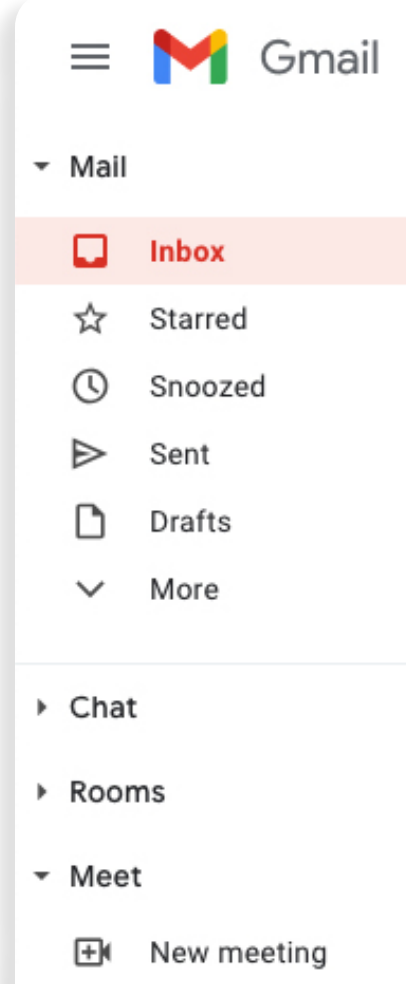 Gmail
Mail
Inbox
Starred
Snoozed
Sent
Drafts
More
Chat
Rooms
Meet
New meeting